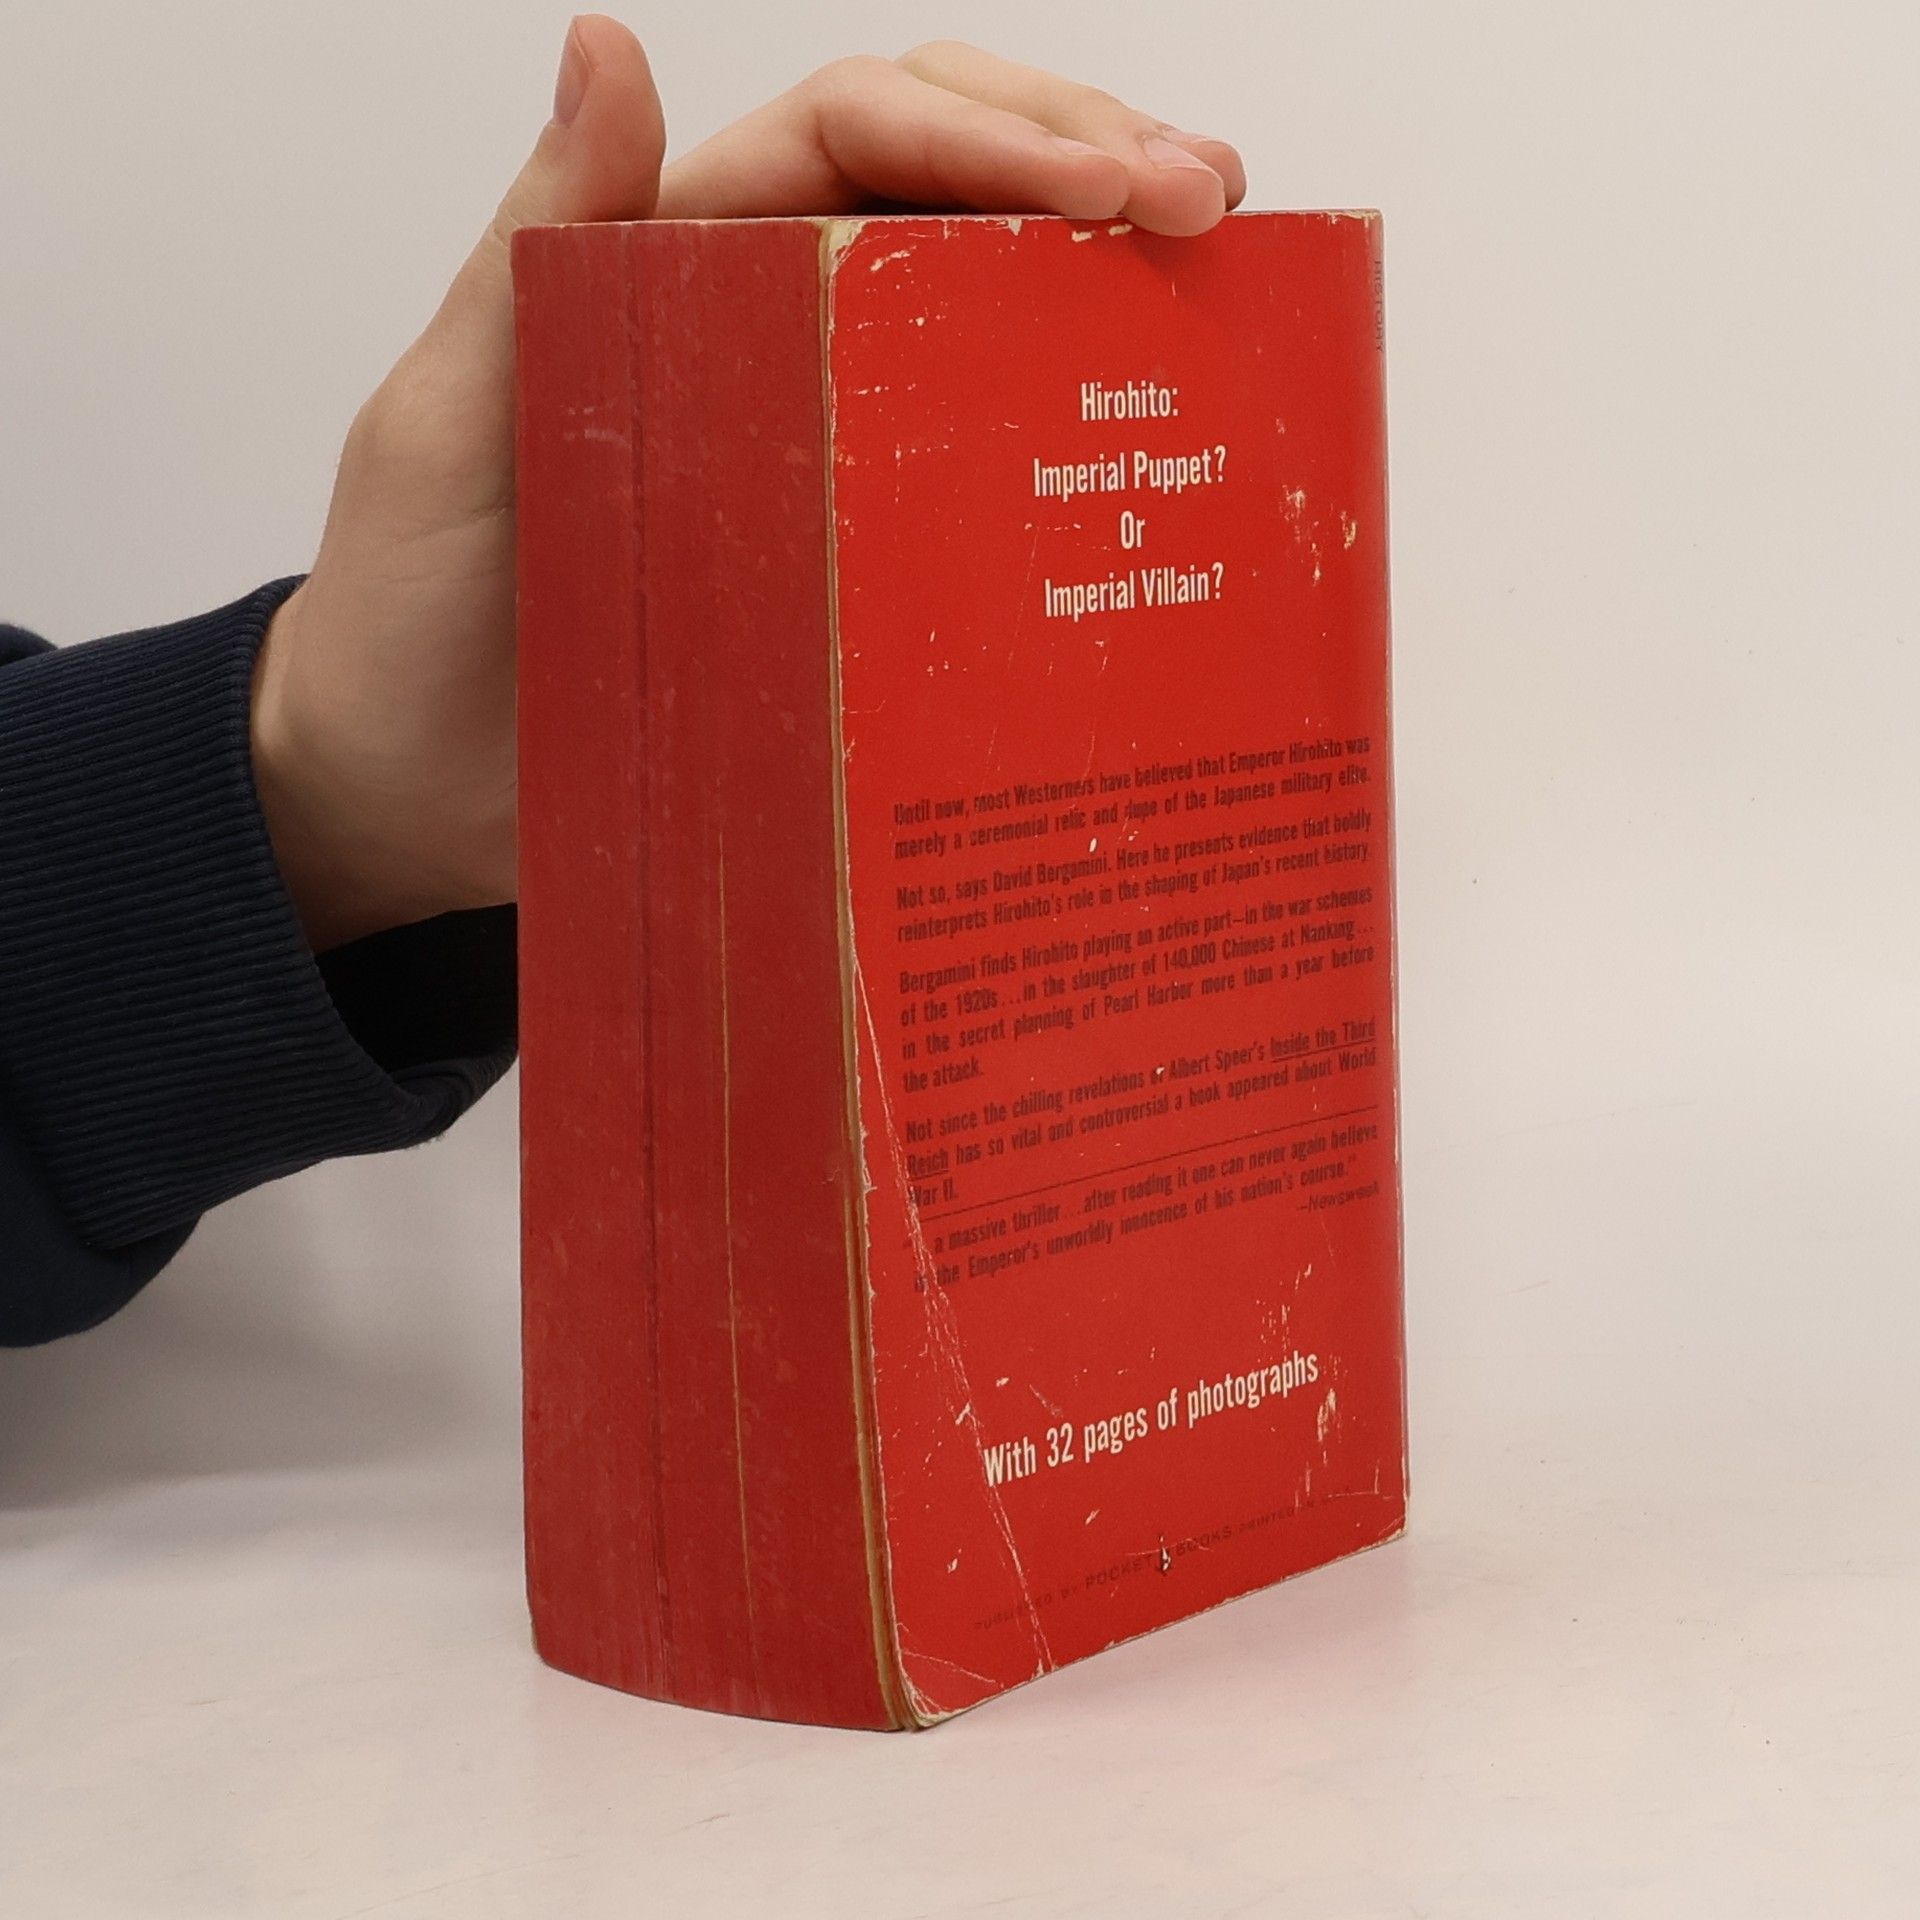 HISTORY
Hirohito:
Imperial Puppet?
Or
Imperial Villain?
Until now, most Westerners have believed that Emperor Hirohito was
merely a ceremonial relic and dupe of the Japanese military elite.
Not so, says David Bergamini. Here he presents evidence that boldly
reinterprets Hirohito's role in the shaping of Japan's recent history.
Bergamini finds Hirohito playing an active part—in the war schemes
of the 1920s...in the slaughter of 140,000 Chinese at Nanking...
in the secret planning of Pearl Harbor more than a year before
the attack.
Not since the chilling revelations of Albert Speer's Inside the Third
Reich has so vital and controversial a book appeared about World
War II.
a massive thriller...after reading it one can never again believe
in the Emperor's unworldly innocence of his nation's course."
—Newsweek
With 32 pages of photographs
PUBLISHED BY POCKET BOOKS PRINTED IN